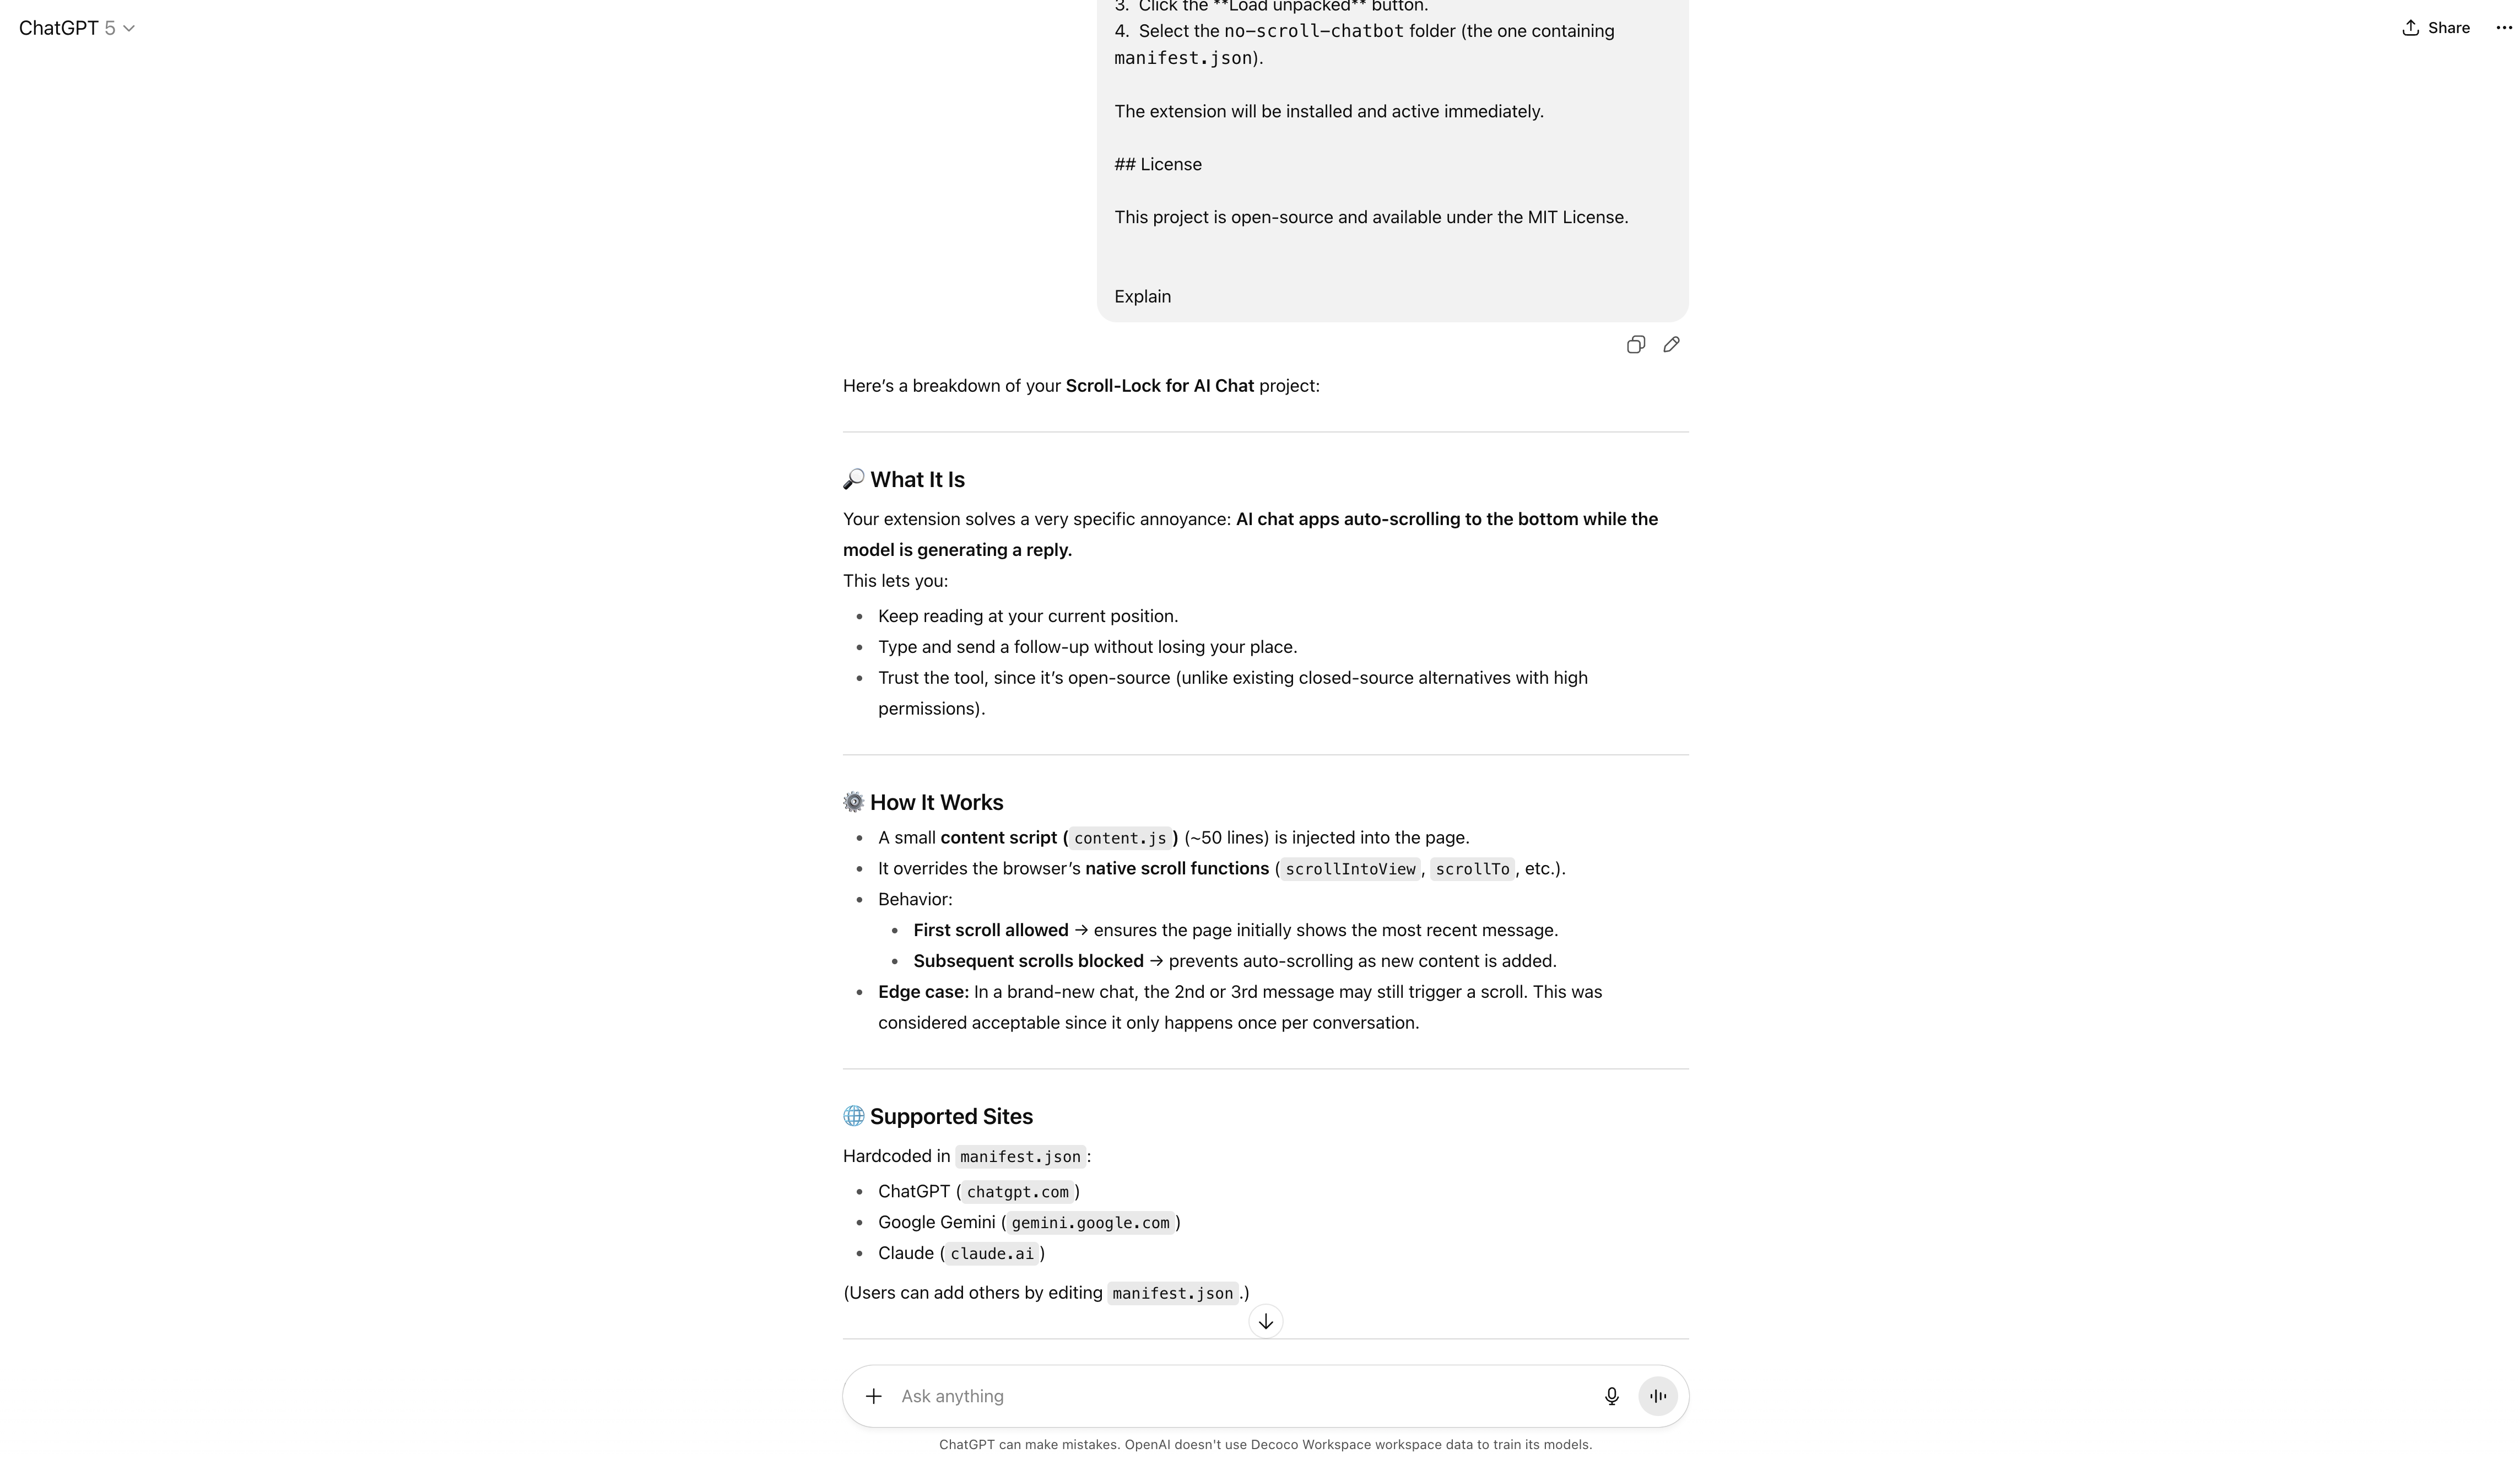 ChatGPT 5
Share
3. Click the **Load unpacked** button.
4. Select the no-scroll-chatbot folder (the one containing
manifest.json).
The extension will be installed and active immediately.
## License
This project is open-source and available under the MIT License.
Explain
Here's a breakdown of your Scroll-Lock for AI Chat project:
🔎 What It Is
Your extension solves a very specific annoyance: AI chat apps auto-scrolling to the bottom while the
model is generating a reply.
This lets you:
• Keep reading at your current position.
• Type and send a follow-up without losing your place.
• Trust the tool, since it's open-source (unlike existing closed-source alternatives with high
permissions).
⚙️ How It Works
• A small content script (content.js) (~50 lines) is injected into the page.
• It overrides the browser's native scroll functions (scrollIntoView, scrollTo, etc.).
• Behavior:
• First scroll allowed → ensures the page initially shows the most recent message.
• Subsequent scrolls blocked → prevents auto-scrolling as new content is added.
• Edge case: In a brand-new chat, the 2nd or 3rd message may still trigger a scroll. This was
considered acceptable since it only happens once per conversation.
🌐 Supported Sites
Hardcoded in manifest.json:
• ChatGPT (chatgpt.com)
• Google Gemini (gemini.google.com)
• Claude (claude.ai)
(Users can add others by editing manifest.json.)
Ask anything
ChatGPT can make mistakes. OpenAI doesn't use Decoco Workspace workspace data to train its models.